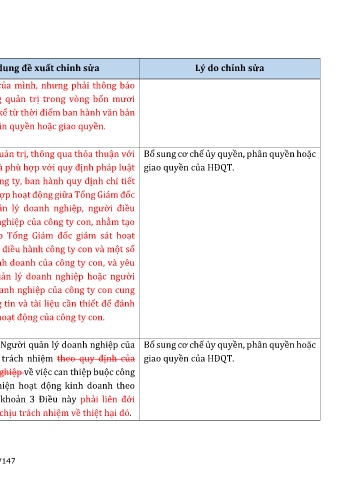 dung đề xuất chỉnh sửa
Lý do chỉnh sửa
của mình, nhưng phải thông báo
g quản trị trong vòng bốn mươi
kể từ thời điểm ban hành văn bản
ân quyền hoặc giao quyền.
quản trị, thông qua thỏa thuận với
à phù hợp với quy định pháp luật
ông ty, ban hành quy định chi tiết
hợp hoạt động giữa Tổng Giám đốc
ản lý doanh nghiệp, người điều
nghiệp của công ty con, nhằm tạo
o Tổng Giám đốc giám sát hoạt
điều hành công ty con và một số
nh doanh của công ty con, và yêu
uản lý doanh nghiệp hoặc người
oanh nghiệp của công ty con cung
g tin và tài liệu cần thiết để đánh
hoạt động của công ty con.
Bổ sung cơ chế ủy quyền, phân quyền hoặc
giao quyền của HĐQT.
Người quản lý doanh nghiệp của
trách nhiệm theo quy định của
nghiệp về việc can thiệp buộc công
hiện hoạt động kinh doanh theo
khoản 3 Điều này phải liên đới
chịu trách nhiệm về thiệt hại đó.
Bổ sung cơ chế ủy quyền, phân quyền hoặc
giao quyền của HĐQT.
/147